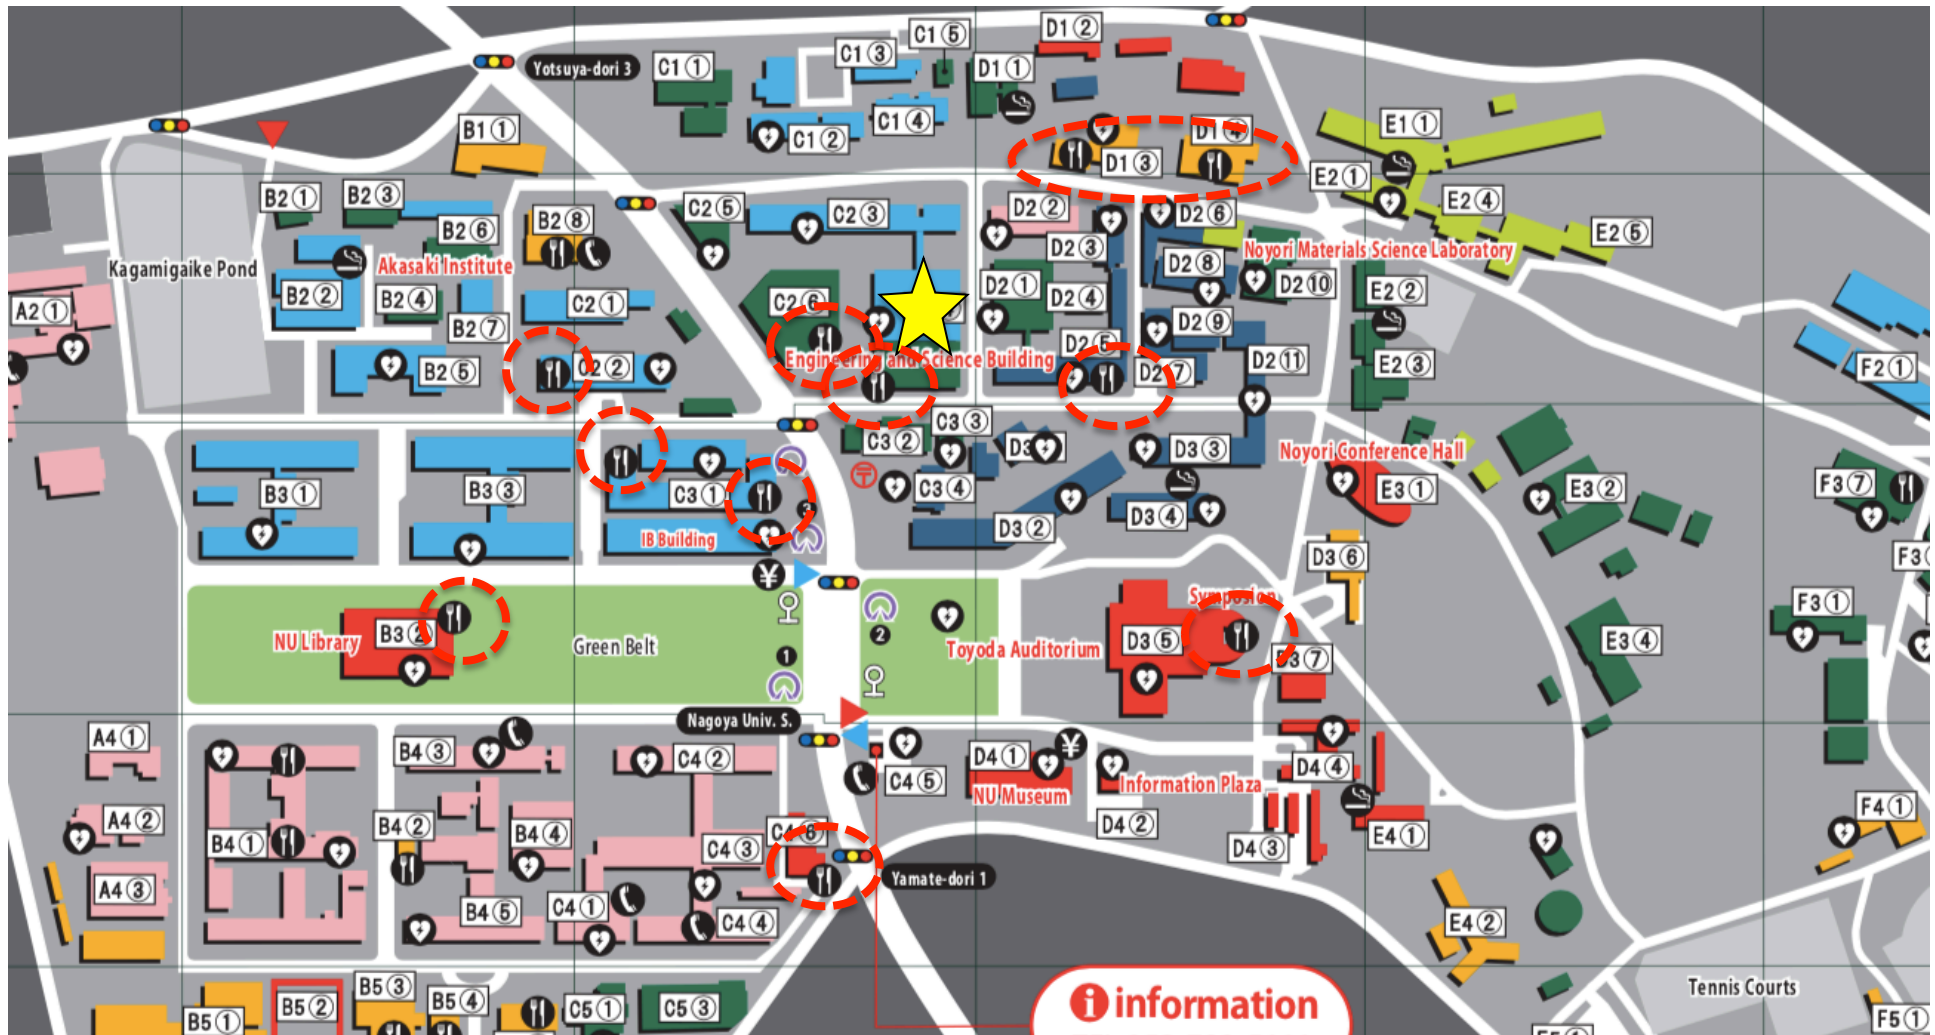 Yotsuya-dori 3
C1①
C1③
C1⑤
D1②
D1①
C1②
C1④
B1①
D1③
D1④
E1①
E2①
E2④
E2⑤
B2①
B2③
B2⑥
B2⑧
C2⑤
C2③
D2②
D2③
D2⑥
Noyori Materials Science Laboratory
Kagamigaike Pond
Akasaki Institute
A2①
B2②
B2④
B2⑦
C2①
C2⑥
D2①
D2④
D2⑧
D2⑩
E2②
D2⑨
D2⑤
Engineering and Science Building
B2⑤
C2②
D2⑦
D2⑪
E2③
F2①
C3②
C3③
D3③
Noyori Conference Hall
B3①
B3③
C3①
3
〒
C3④
E3①
E3②
F3⑦
D3②
D3④
IB Building
D3⑥
¥
Symposion
F3①
NU Library
B3②
Green Belt
1
2
Toyoda Auditorium
D3⑤
D3⑦
E3④
Nagoya Univ. S.
A4①
B4③
C4②
C4⑤
D4①
¥
NU Museum
Information Plaza
D4④
A4②
B4①
B4②
B4④
C4③
C4⑥
D4②
D4③
E4①
F4①
Yamate-dori 1
A4③
B4⑤
C4①
C4④
E4②
B5①
B5②
B5③
B5④
C5①
C5③
i information
Tennis Courts
F5①